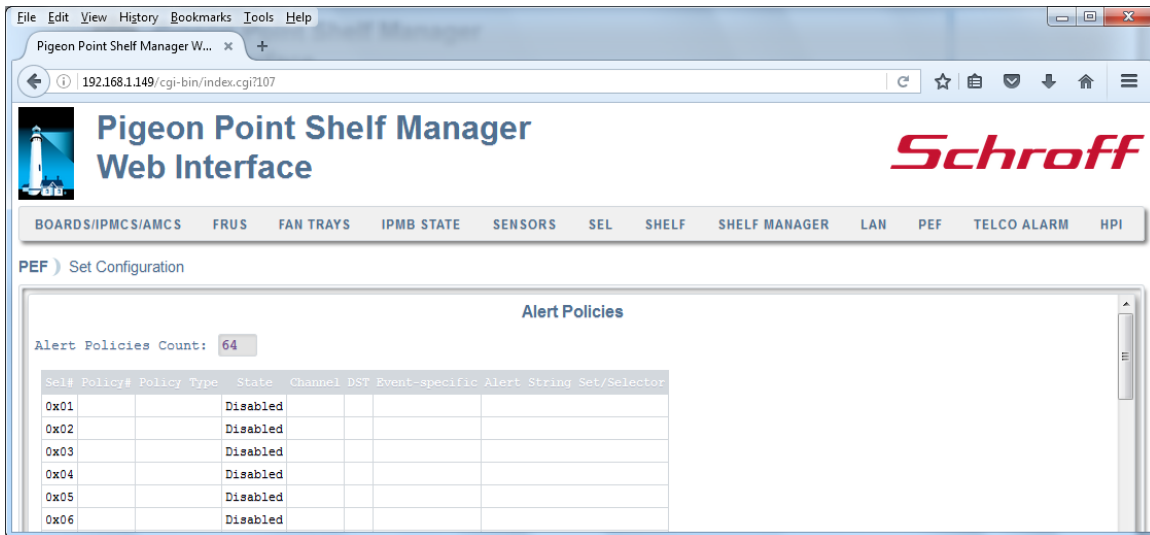 File Edit View History Bookmarks Tools Help
Pigeon Point Shelf Manager W... × +
192.168.1.149/cgi-bin/index.cgi?107
Pigeon Point Shelf Manager
Web Interface
Schroff
BOARDS/IPMCS/AMCS FRUS FAN TRAYS IPMB STATE SENSORS SEL SHELF SHELF MANAGER LAN PEF TELCO ALARM HPI
PEF ) Set Configuration
Alert Policies
Alert Policies Count: 64
Sel# Policy# Policy Type State Channel DST Event-specific Alert String Set/Selector
0x01 Disabled
0x02 Disabled
0x03 Disabled
0x04 Disabled
0x05 Disabled
0x06 Disabled